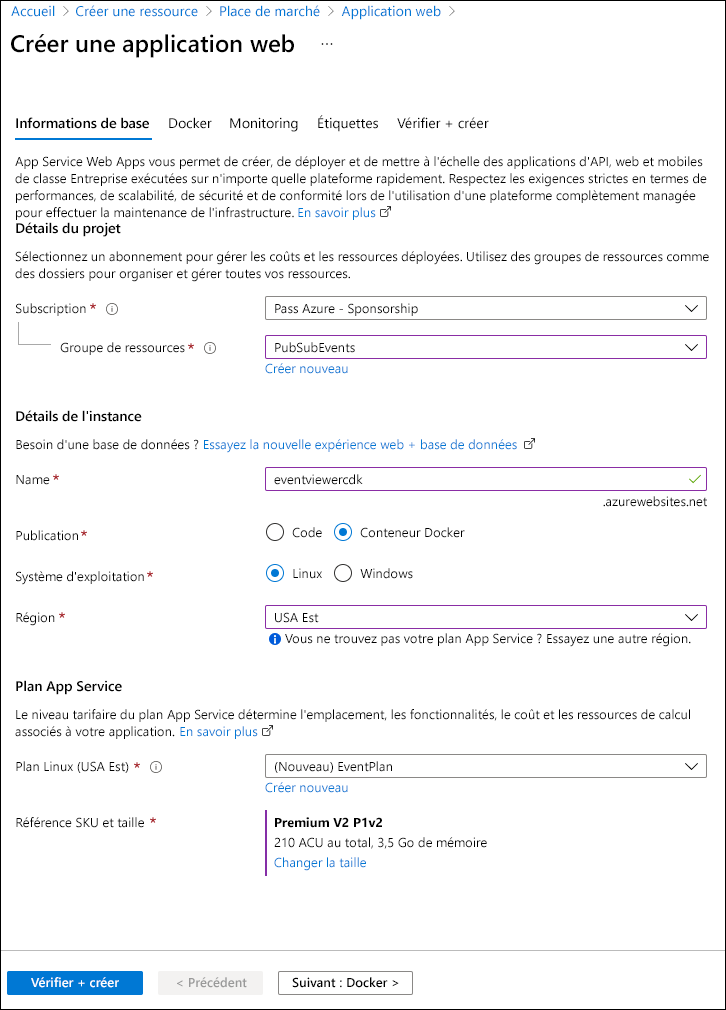 Accueil > Créer une ressource > Place de marché > Application web >
Créer une application web ...
Informations de base Docker Monitoring Étiquettes Vérifier + créer
App Service Web Apps vous permet de créer, de déployer et de mettre à l'échelle des applications d'API, web et mobiles
de classe Entreprise exécutées sur n'importe quelle plateforme rapidement. Respectez les exigences strictes en termes de
performances, de scalabilité, de sécurité et de conformité lors de l'utilisation d'une plateforme complètement managée
pour effectuer la maintenance de l'infrastructure. En savoir plus
Détails du projet
Sélectionnez un abonnement pour gérer les coûts et les ressources déployées. Utilisez des groupes de ressources comme
des dossiers pour organiser et gérer toutes vos ressources.
Subscription * Pass Azure - Sponsorship
Groupe de ressources * PubSubEvents
Créer nouveau
Détails de l'instance
Besoin d'une base de données ? Essayez la nouvelle expérience web + base de données
Name * eventviewercdk
.azurewebsites.net
Publication * Code Conteneur Docker
Système d'exploitation * Linux Windows
Région * USA Est
Vous ne trouvez pas votre plan App Service ? Essayez une autre région.
Plan App Service
Le niveau tarifaire du plan App Service détermine l'emplacement, les fonctionnalités, le coût et les ressources de calcul
associés à votre application. En savoir plus
Plan Linux (USA Est) * (Nouveau) EventPlan
Créer nouveau
Référence SKU et taille * Premium V2 P1v2
210 ACU au total, 3,5 Go de mémoire
Changer la taille
Vérifier + créer < Précédent Suivant : Docker >